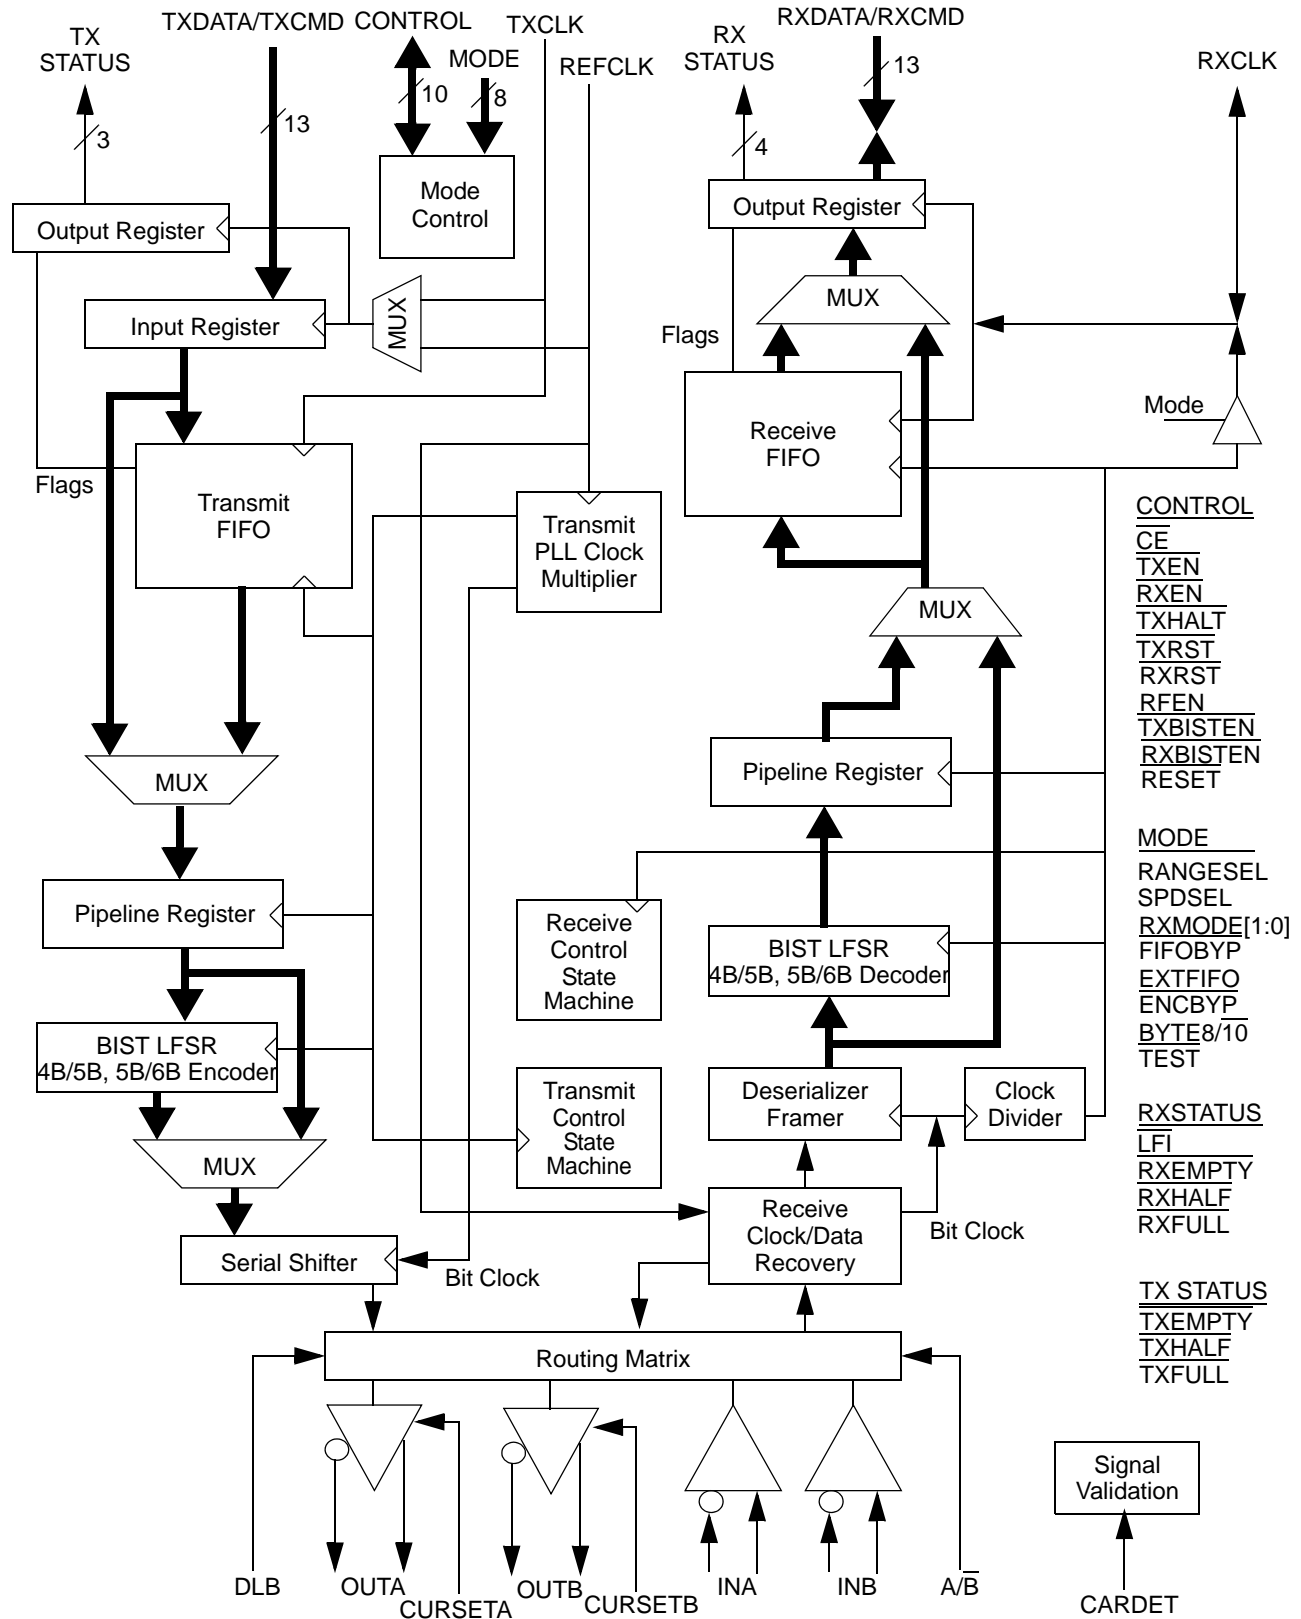 TX
STATUS
TXDATA/TXCMD
CONTROL
TXCLK
MODE
REFCLK
RX
STATUS
RXDATA/RXCMD
RXCLK
3
13
10
8
4
13
Mode
Control
Output Register
Input Register
MUX
Output Register
MUX
Flags
Mode
Receive
FIFO
Flags
Transmit
FIFO
Transmit
PLL Clock
Multiplier
MUX
MUX
Pipeline Register
Pipeline Register
Receive
Control
State
Machine
BIST LFSR
4B/5B, 5B/6B Decoder
BIST LFSR
4B/5B, 5B/6B Encoder
Transmit
Control
State
Machine
Deserializer
Framer
Clock
Divider
MUX
Receive
Clock/Data
Recovery
Bit Clock
Serial Shifter
Bit Clock
Routing Matrix
DLB
OUTA
CURSETA
OUTB
CURSETB
INA
INB
A/B
Signal
Validation
CARDET
CONTROL
CE
TXEN
RXEN
TXHALT
TXRST
RXRST
RFEN
TXBISTEN
RXBISTEN
RESET
MODE
RANGESEL
SPDSEL
RXMODE[1:0]
FIFOBYP
EXTFIFO
ENCBYP
BYTE8/10
TEST
RXSTATUS
LFI
RXEMPTY
RXHALF
RXFULL
TX STATUS
TXEMPTY
TXHALF
TXFULL